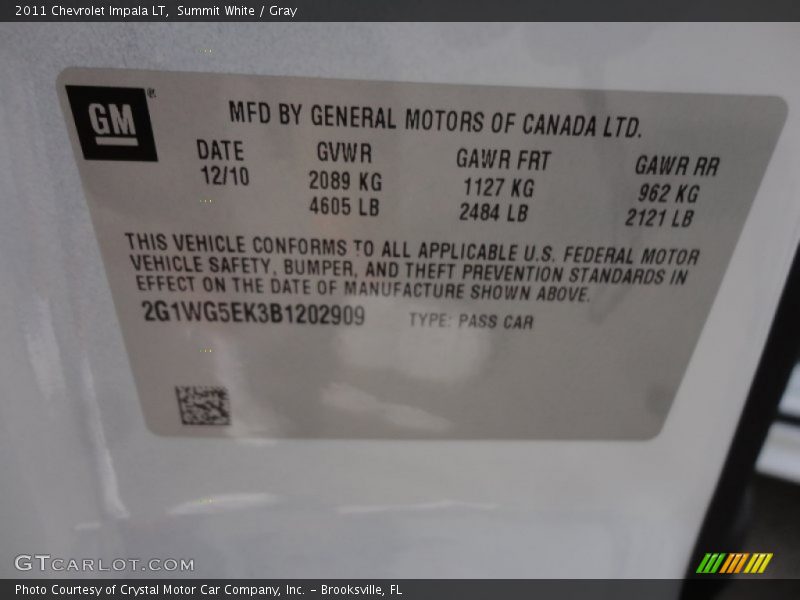 2011 Chevrolet Impala LT,  Summit White / Gray
GM®
MFD BY GENERAL MOTORS OF CANADA LTD.
DATE GVWR GAWR FRT GAWR RR
12/10 2089 KG 1127 KG 962 KG
4605 LB 2484 LB 2121 LB
THIS VEHICLE CONFORMS TO ALL APPLICABLE U.S. FEDERAL MOTOR
VEHICLE SAFETY, BUMPER, AND THEFT PREVENTION STANDARDS IN
EFFECT ON THE DATE OF MANUFACTURE SHOWN ABOVE.
2G1WG5EK3B1202909 TYPE: PASS CAR
GTCARLOT.COM
Photo Courtesy of Crystal Motor Car Company, Inc. – Brooksville, FL